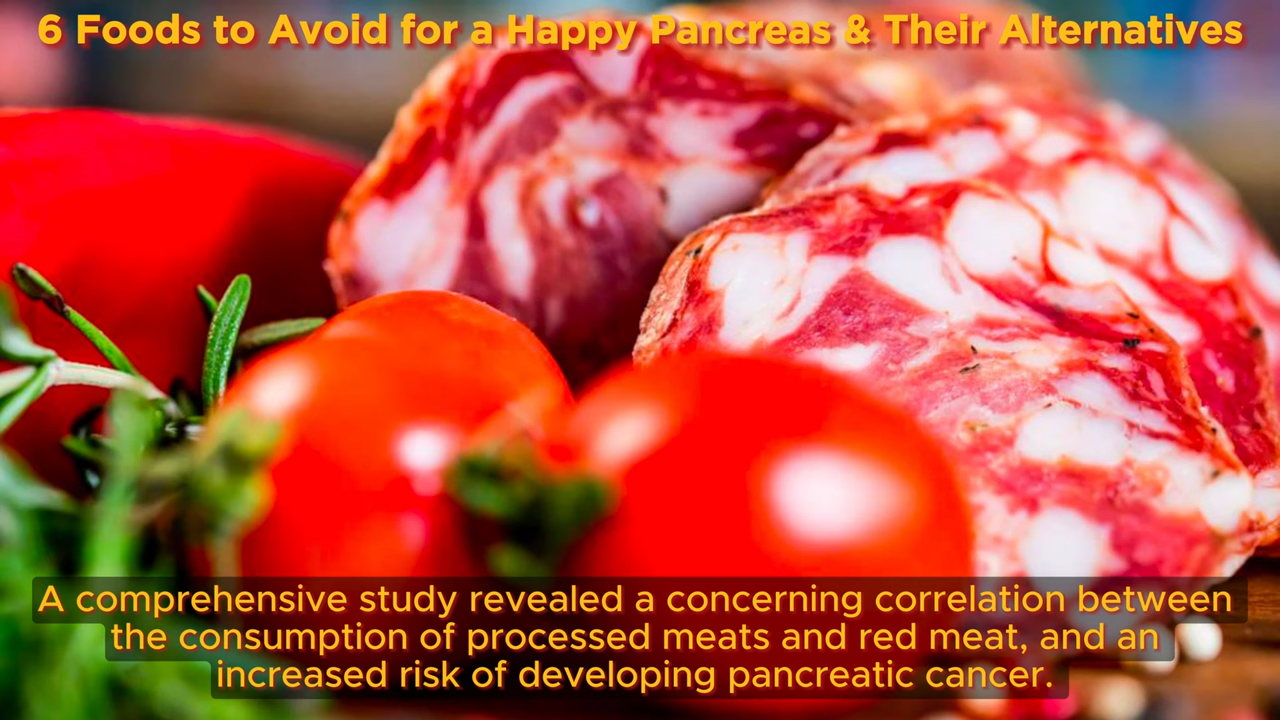 6 Foods to Avoid for a Happy Pancreas & Their Alternatives
A comprehensive study revealed a concerning correlation between
the consumption of processed meats and red meat, and an
increased risk of developing pancreatic cancer.